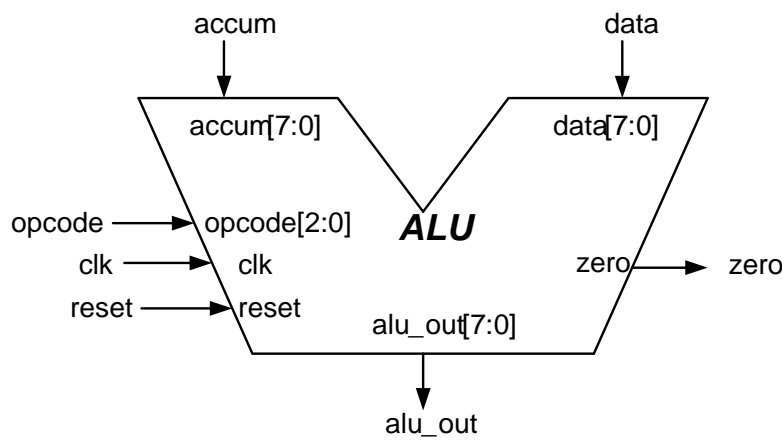 accum data
accum[7:0] data[7:0]
opcode opcode[2:0] ALU
clk clk zero zero
reset reset
alu_out[7:0]
alu_out